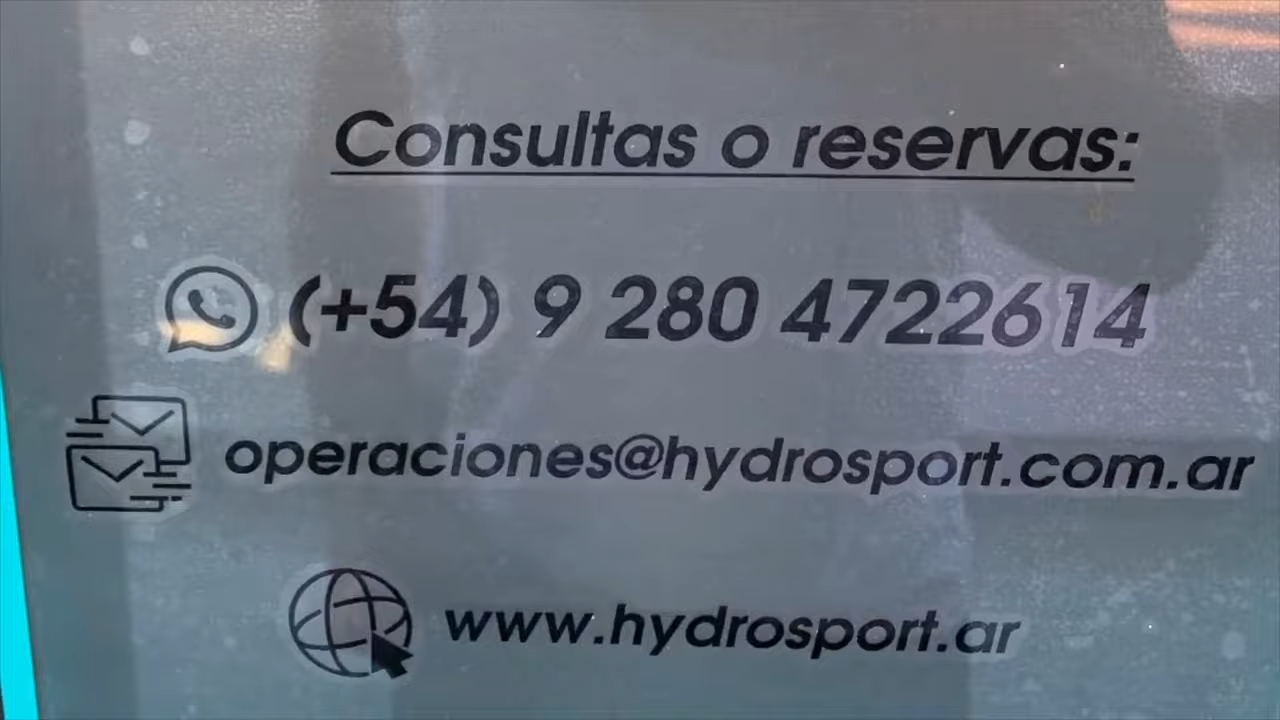 Consultas o reservas:
(+54) 9 280 4722614
operaciones@hydrosport.com.ar
www.hydrosport.ar